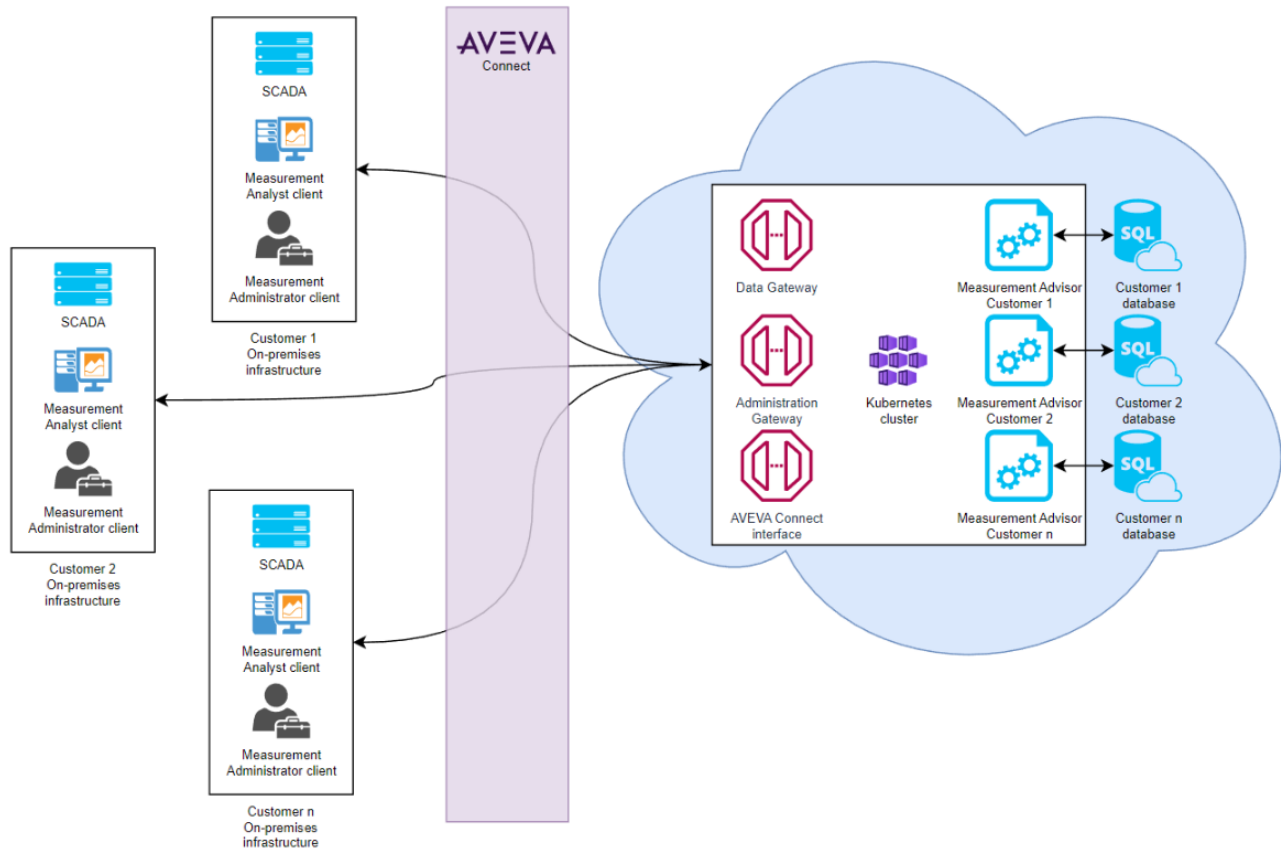 SCADA
Measurement
Analyst client
Measurement
Administrator client
Customer 1
On-premises
infrastructure
SCADA
Measurement
Analyst client
Measurement
Administrator client
Customer 2
On-premises
infrastructure
SCADA
Measurement
Analyst client
Measurement
Administrator client
Customer n
On-premises
infrastructure
AVEVA
Connect
Data Gateway
Administration
Gateway
AVEVA Connect
interface
Kubernetes
cluster
Measurement Advisor
Customer 1
Measurement Advisor
Customer 2
Measurement Advisor
Customer n
SQL
Customer 1
database
SQL
Customer 2
database
SQL
Customer n
database